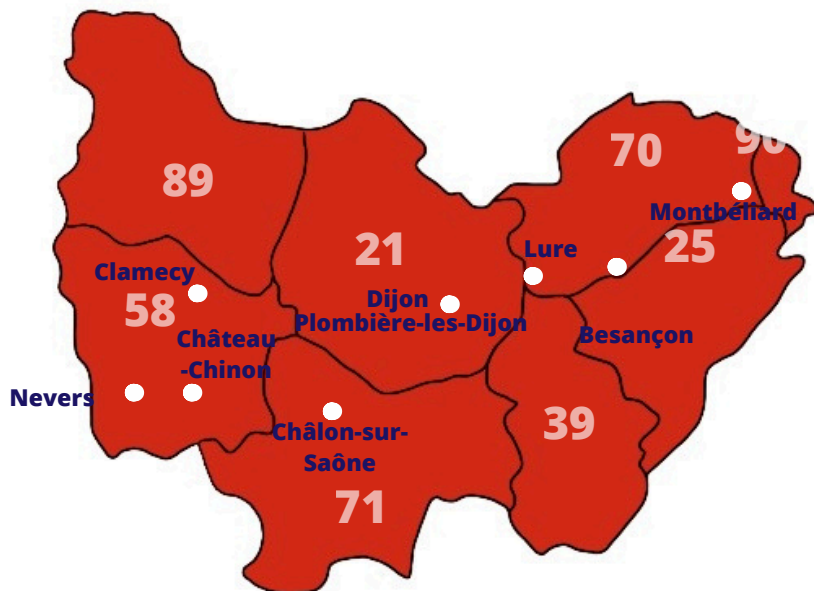 90
70
89
Montbéliard
21
25
Lure
Clamecy
58
Dijon
Plombière-les-Dijon
Château
-Chinon
Besançon
Nevers
39
Châlon-sur-
Saône
71